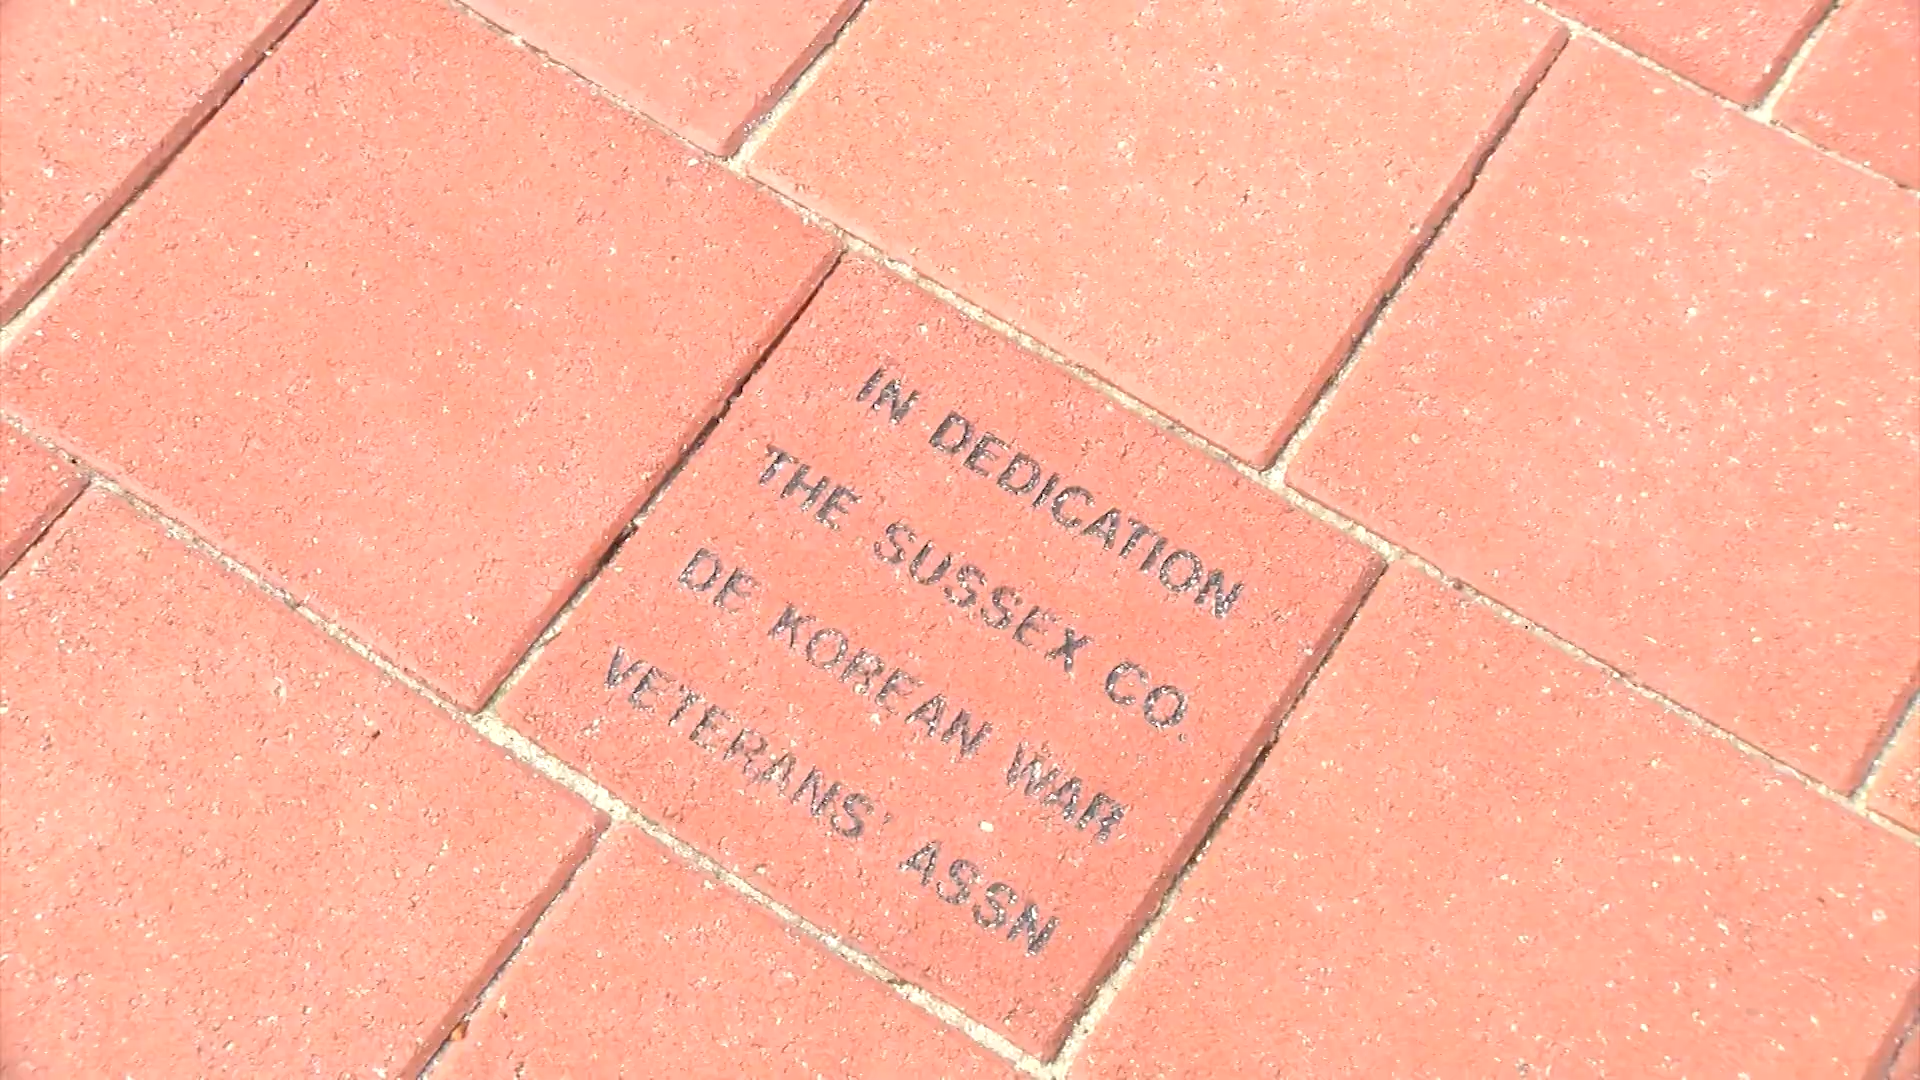 IN DEDICATION
THE SUSSEX CO.
DE KOREAN WAR
VETERANS' ASSN